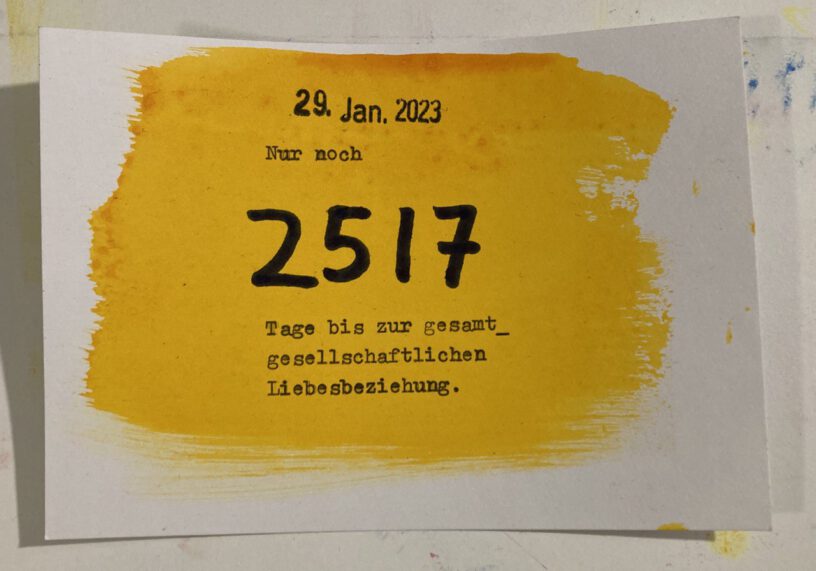 29. Jan. 2023
Nur noch
2517
Tage bis zur gesamt_
gesellschaftlichen
Liebesbeziehung.